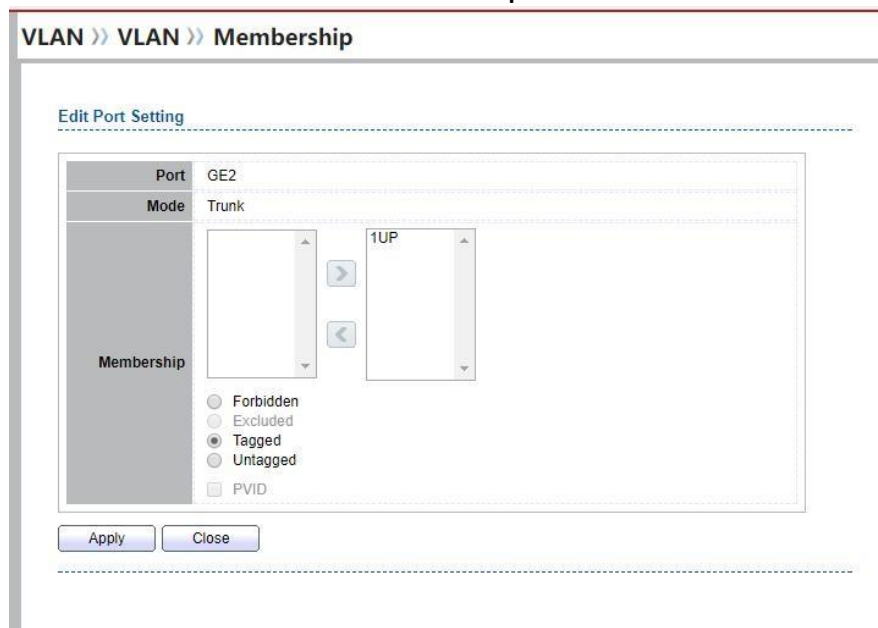 VLAN 》 VLAN 》 Membership
Edit Port Setting
Port GE2
Mode Trunk
1UP
Membership
Forbidden
Excluded
Tagged
Untagged
PVID
Apply Close